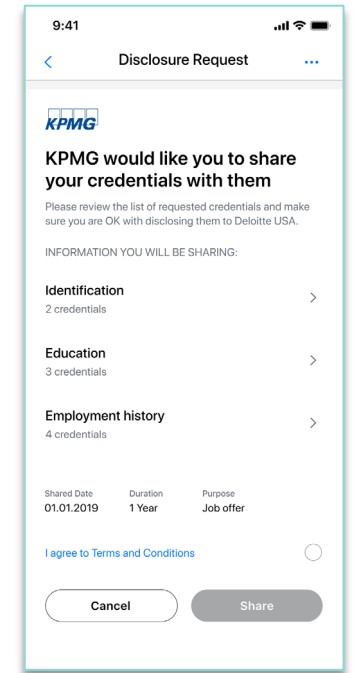 9:41
Disclosure Request
KPMG
KPMG would like you to share
your credentials with them
Please review the list of requested credentials and make
sure you are OK with disclosing them to Deloitte USA.
INFORMATION YOU WILL BE SHARING:
Identification
2 credentials
Education
3 credentials
Employment history
4 credentials
Shared Date Duration Purpose
01.01.2019 1 Year Job offer
I agree to Terms and Conditions
Cancel Share